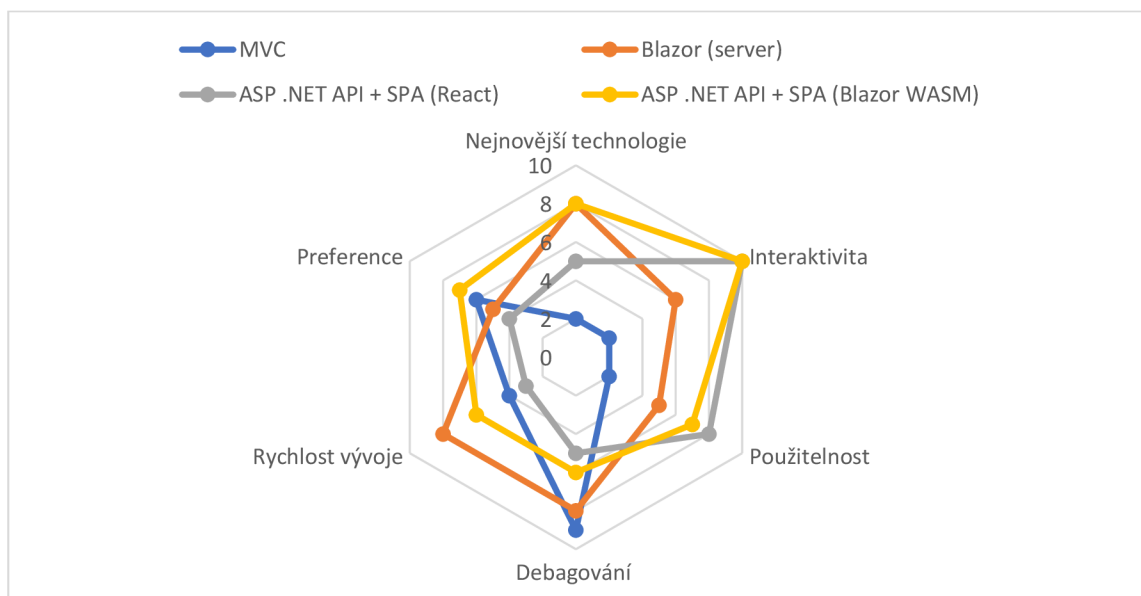 MVC
Blazor (server)
ASP .NET API + SPA (React)
ASP .NET API + SPA (Blazor WASM)
Nejnovější technologie
10
8
6
4
2
0
Preference
Interaktivita
Rychlost vývoje
Použitelnost
Debagování